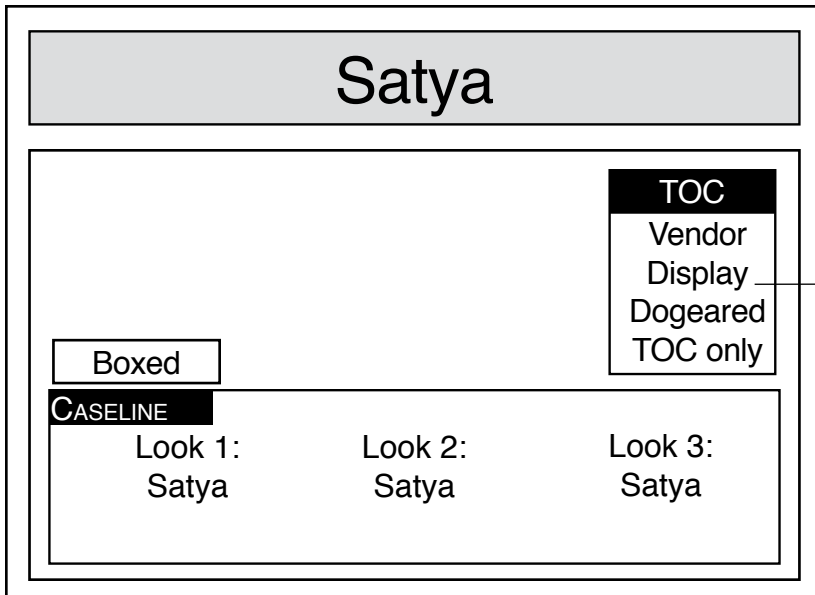 Satya
TOC
Vendor
Display
Dogeared
TOC only
Boxed
CASELINE
Look 1:
Satya
Look 2:
Satya
Look 3:
Satya